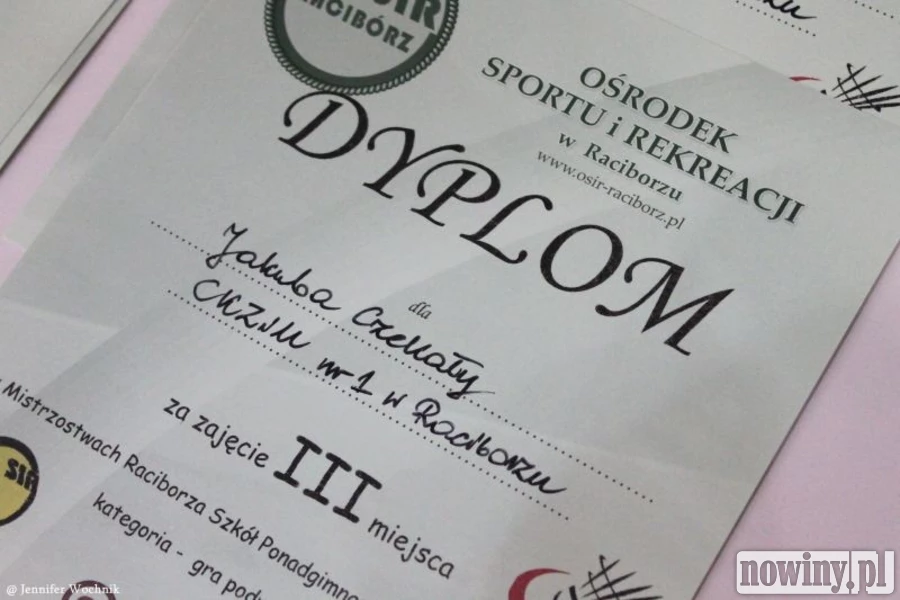 RACIBÓRZ
OŚRODEK
SPORTU i REKREACJI
w Raciborzu
www.osir-raciborz.pl
DYPLOM
dla
Jakuba Czekały
CKZiU nr 1 w Raciborzu
za zajęcie III miejsca
Mistrzostwach Raciborza Szkół Ponadgimna
kategoria - gra pod
@ Jennifer Wochnik
nowiny.pl